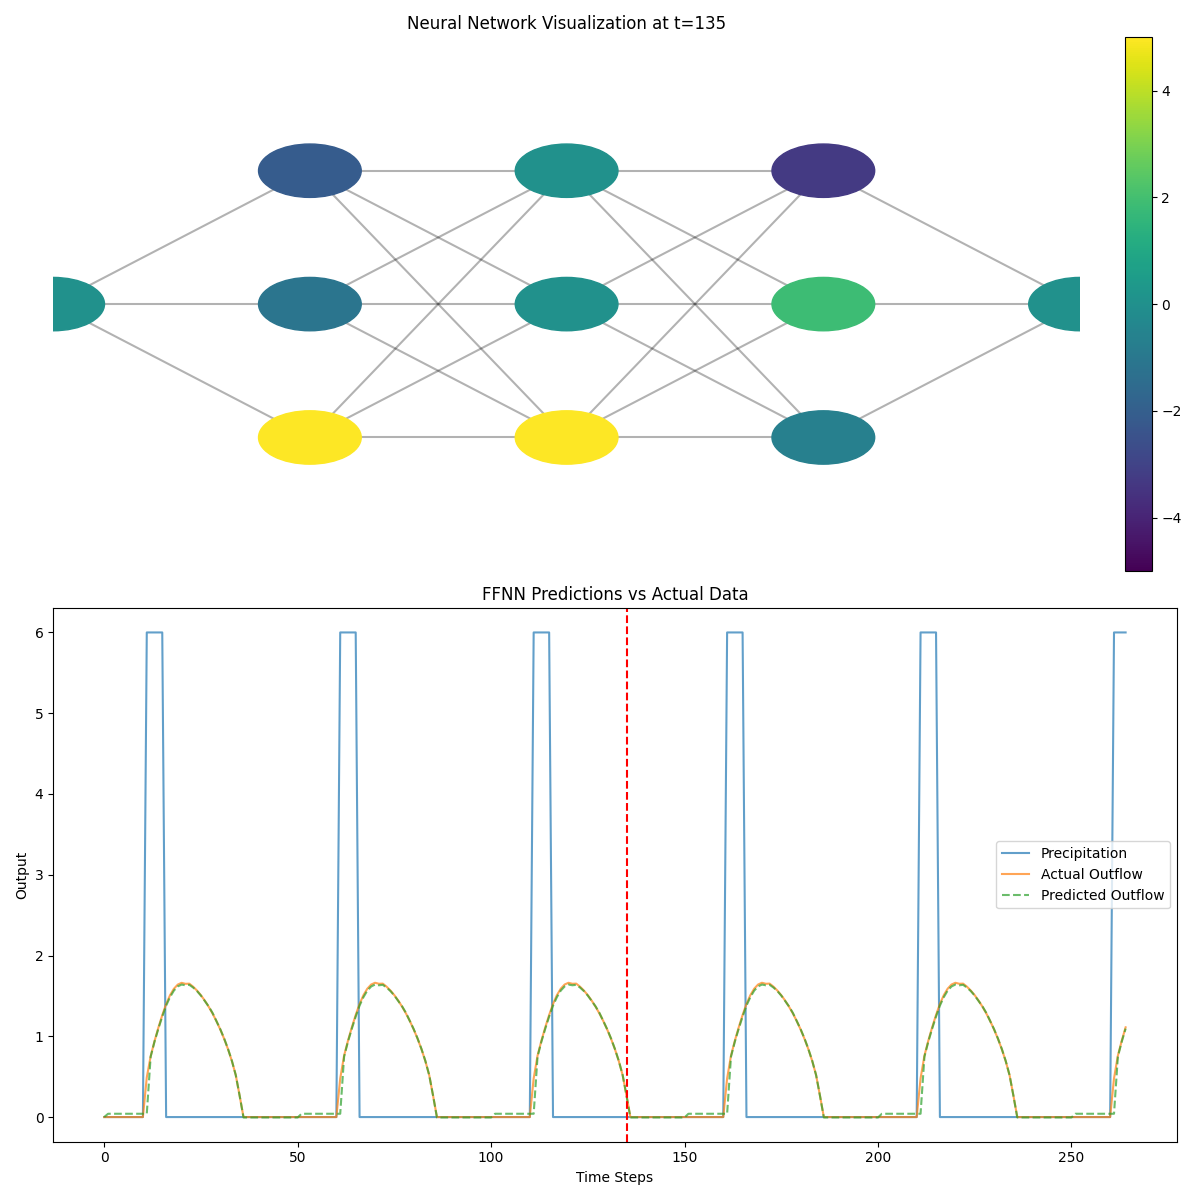 Neural Network Visualization at t=135
4
2
0
−2
−4
FFNN Predictions vs Actual Data
Output
6
5
4
3
2
1
0
Precipitation
Actual Outflow
Predicted Outflow
0 50 100 150 200 250
Time Steps